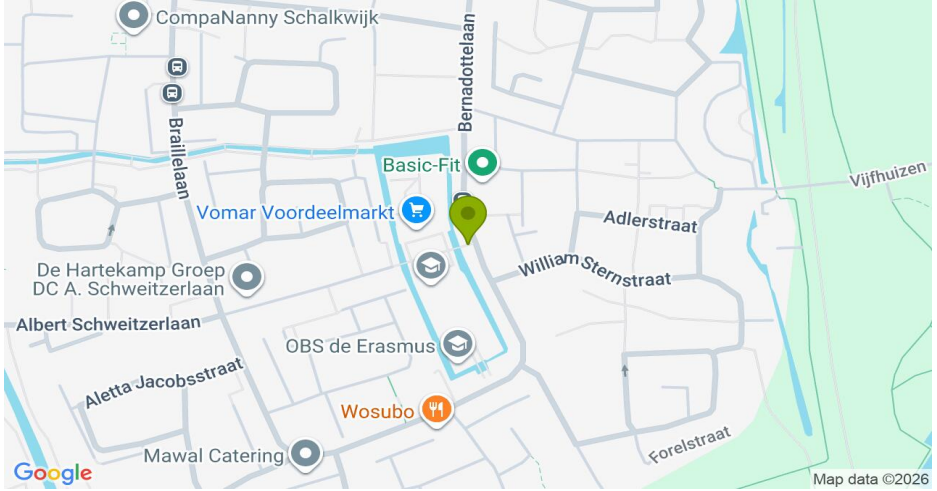 CompaNanny Schalkwijk
Bernadottelaan
Braillelaan
Basic-Fit
Vijfhuizen
Vomar Voordeelmarkt
Adlerstraat
De Hartekamp Groep
DC A. Schweitzerlaan
William Sternstraat
Albert Schweitzerlaan
OBS de Erasmus
Aletta Jacobsstraat
Wosubo
Forelstraat
Mawal Catering
Google
Map data ©2026